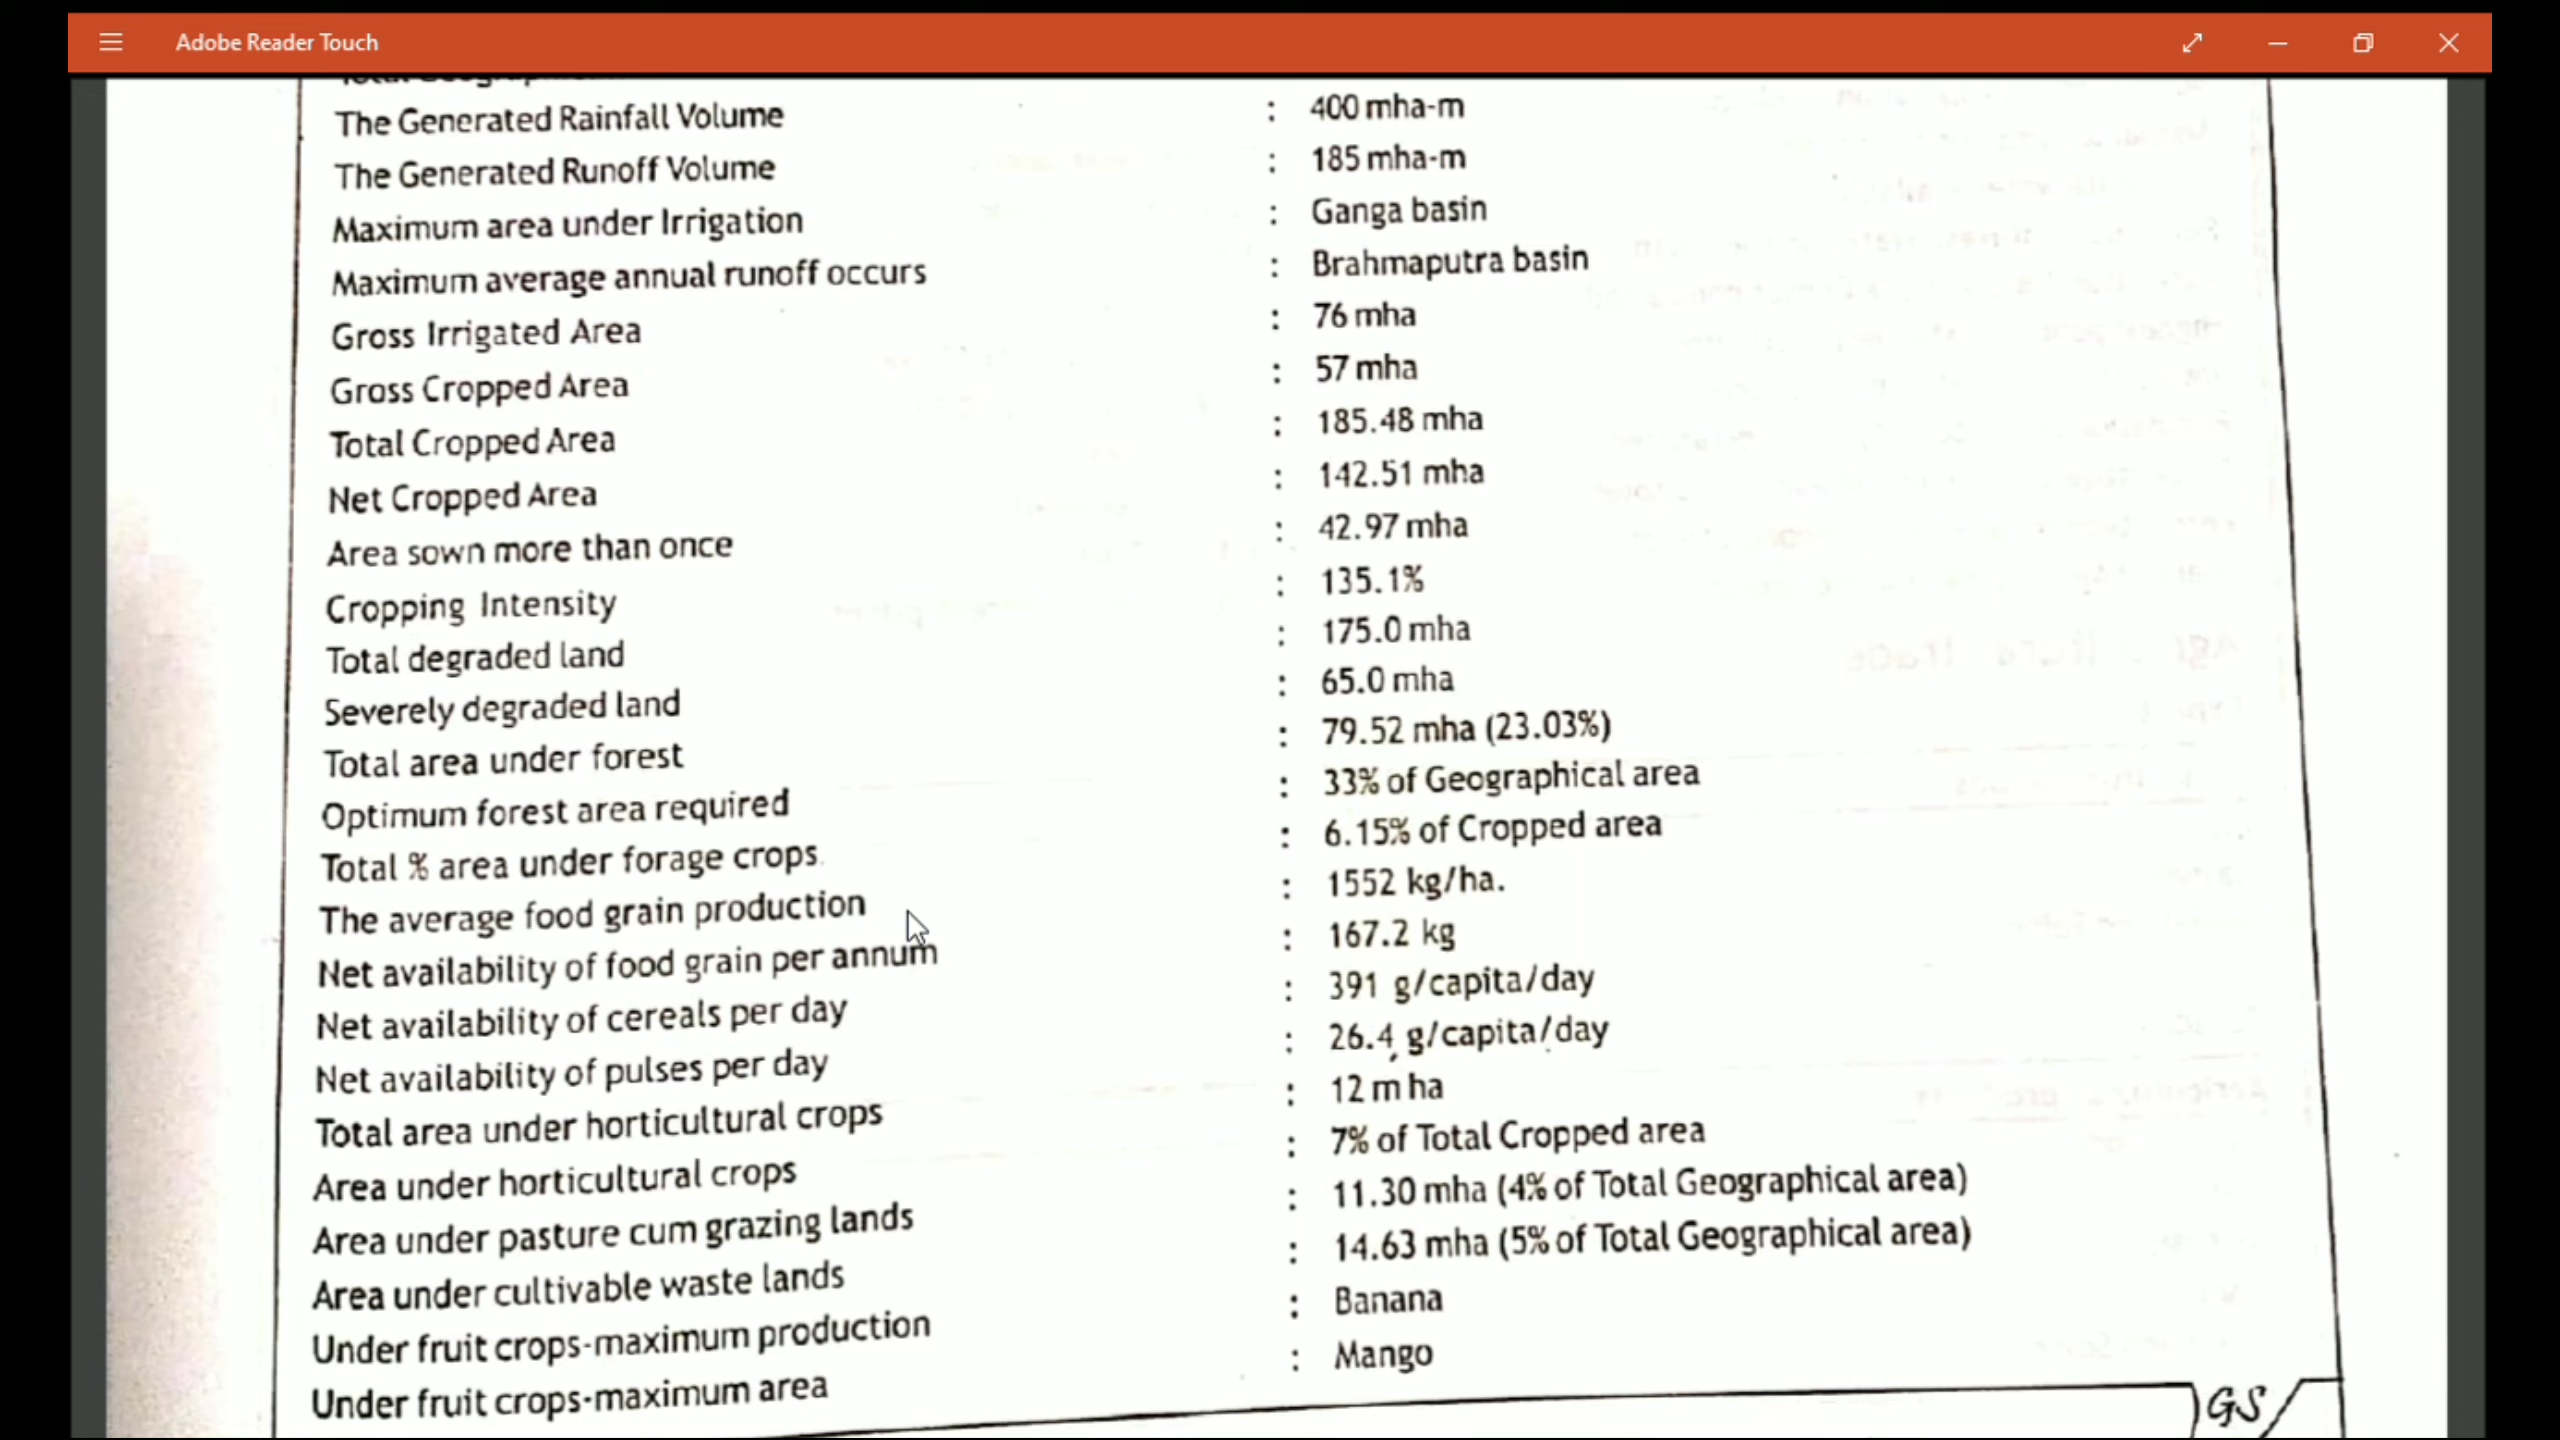 Adobe Reader Touch
The Generated Rainfall Volume : 400 mha-m
The Generated Runoff Volume : 185 mha-m
Maximum area under Irrigation : Ganga basin
Maximum average annual runoff occurs : Brahmaputra basin
Gross Irrigated Area : 76 mha
Gross Cropped Area : 57 mha
Total Cropped Area : 185.48 mha
Net Cropped Area : 142.51 mha
Area sown more than once : 42.97 mha
Cropping Intensity : 135.1%
Total degraded land : 175.0 mha
Severely degraded land : 65.0 mha
Total area under forest : 79.52 mha (23.03%)
Optimum forest area required : 33% of Geographical area
Total % area under forage crops : 6.15% of Cropped area
The average food grain production : 1552 kg/ha.
Net availability of food grain per annum : 167.2 kg
Net availability of cereals per day : 391 g/capita/day
Net availability of pulses per day : 26.4 g/capita/day
Total area under horticultural crops : 12 m ha
Area under horticultural crops : 7% of Total Cropped area
Area under pasture cum grazing lands : 11.30 mha (4% of Total Geographical area)
Area under cultivable waste lands : 14.63 mha (5% of Total Geographical area)
Under fruit crops-maximum production : Banana
Under fruit crops-maximum area : Mango
GS